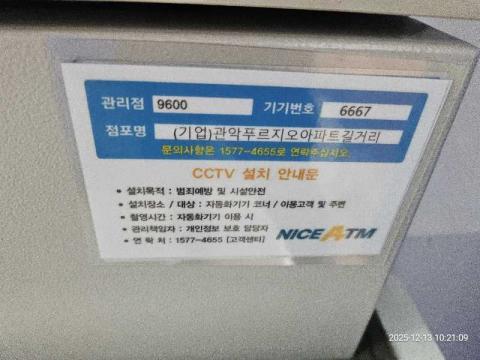 관리점 9600 기기번호 6667
점포명 (기업)관악푸르지오아파트길거리
문의사항은 1577-4655로 연락주십시오.
CCTV 설치 안내문
• 설치목적 : 범죄예방 및 시설안전
• 설치장소 / 대상 : 자동화기기 코너 / 이용고객 및 주변
• 촬영시간 : 자동화기기 이용 시
• 관리책임자 : 개인정보 보호 담당자
• 연 락 처 : 1577-4655 [고객센터]
NICE ATM
2025-12-13 10:21:09